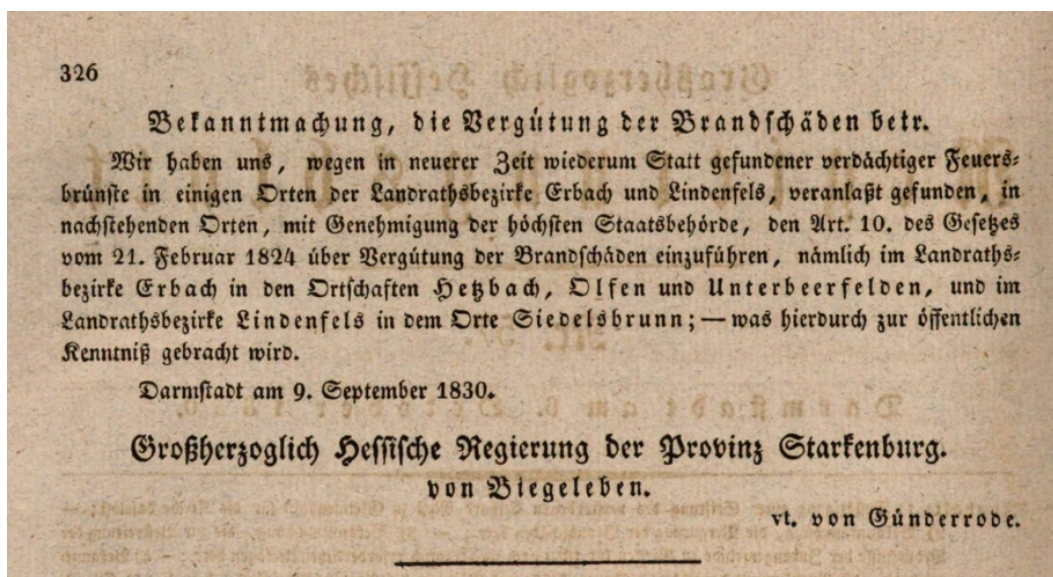 326
Bekanntmachung, die Vergütung der Brandschäden betr.
Wir haben uns, wegen in neuerer Zeit wiederum Statt gefundener verdächtiger Feuers-
brünste in einigen Orten der Landrathsbezirke Erbach und Lindenfels, veranlaßt gefunden, in
nachstehenden Orten, mit Genehmigung der höchsten Staatsbehörde, den Art. 10. des Gesetzes
vom 21. Februar 1824 über Vergütung der Brandschäden einzuführen, nämlich im Landraths-
bezirke Erbach in den Ortschaften Hetzbach, Olfen und Unterbeerfelden, und im
Landrathsbezirke Lindenfels in dem Orte Siedelsbrunn; — was hierdurch zur öffentlichen
Kenntniß gebracht wird.
Darmstadt am 9. September 1830.
Großherzoglich Hessische Regierung der Provinz Starkenburg.
von Biegeleben.
vt. von Günderrode.